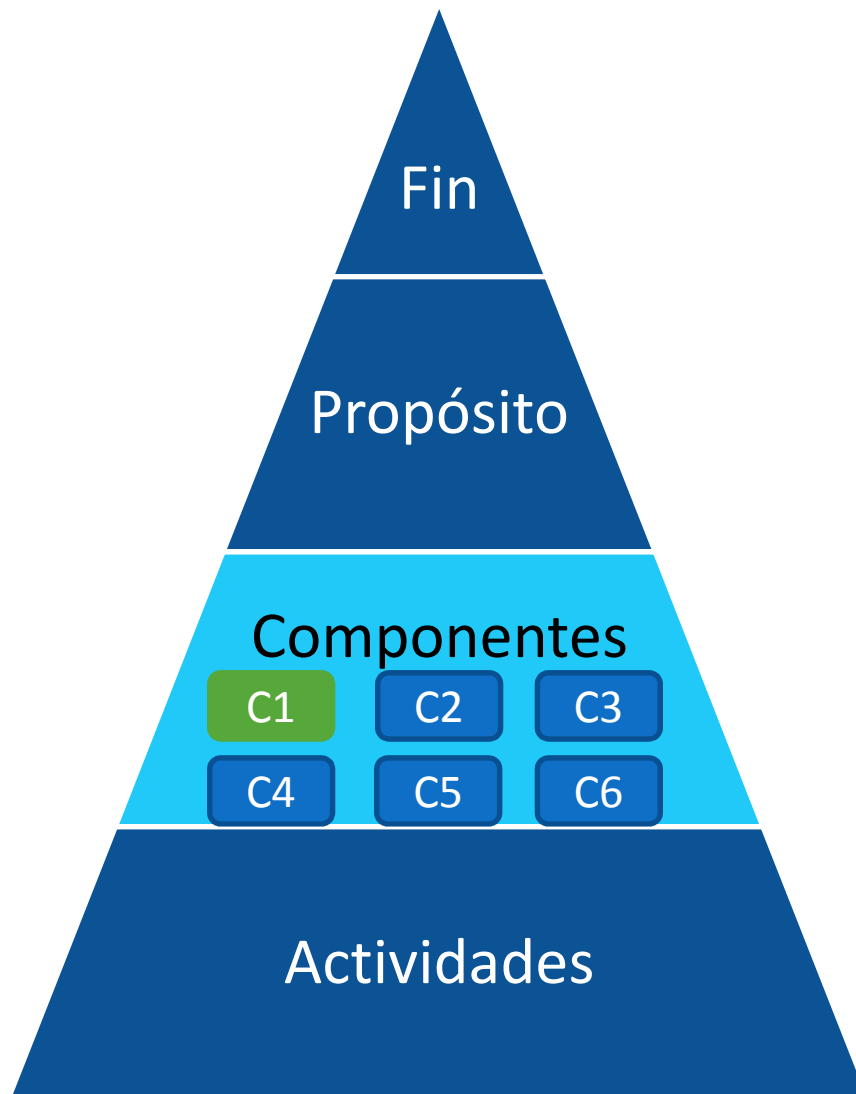 Fin
Propósito
Componentes
C1 C2 C3
C4 C5 C6
Actividades